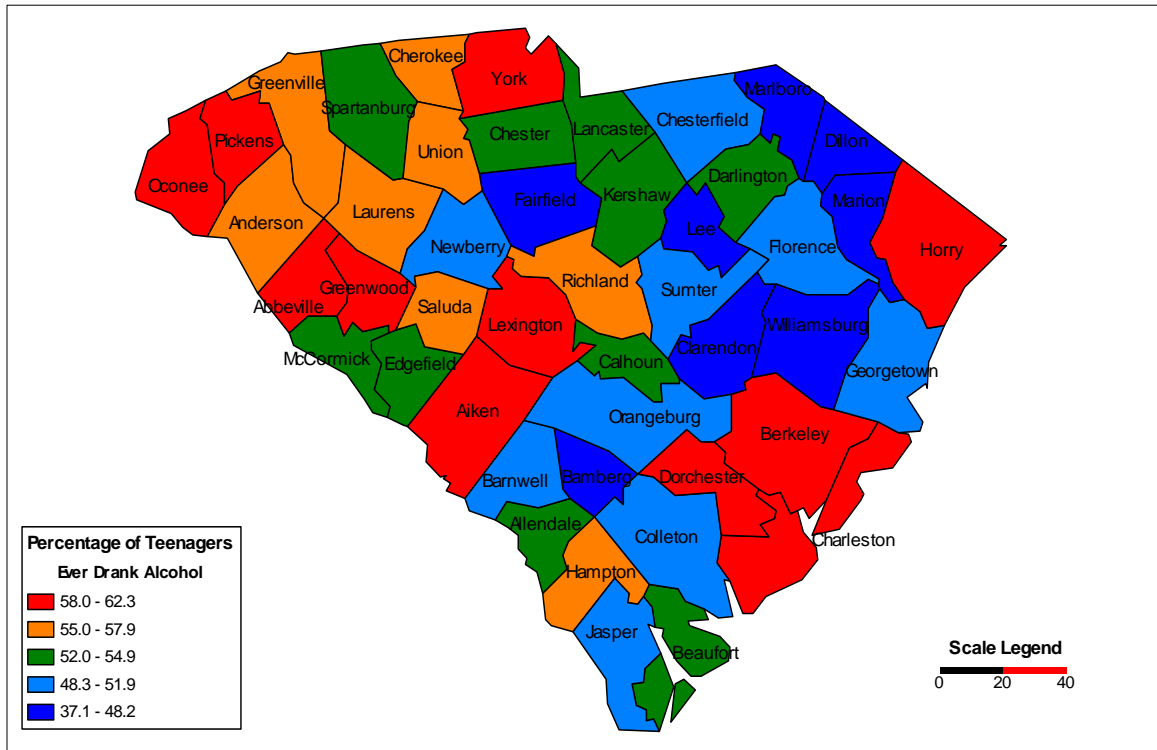 Cherokee
York
Greenville
Spartanburg
Marlboro
Chester
Lancaster
Chesterfield
Pickens
Union
Dillon
Oconee
Darlington
Kershaw
Fairfield
Marion
Anderson
Laurens
Lee
Newberry
Florence
Horry
Richland
Greenwood
Sumter
Abbeville
Saluda
Lexington
Williamsburg
Clarendon
McCormick
Edgefield
Calhoun
Georgetown
Aiken
Orangeburg
Berkeley
Barnwell
Bamberg
Dorchester
Allendale
Colleton
Charleston
Hampton
Jasper
Beaufort
Percentage of Teenagers
Ever Drank Alcohol
58.0 - 62.3
55.0 - 57.9
52.0 - 54.9
48.3 - 51.9
37.1 - 48.2
Scale Legend
0 20 40